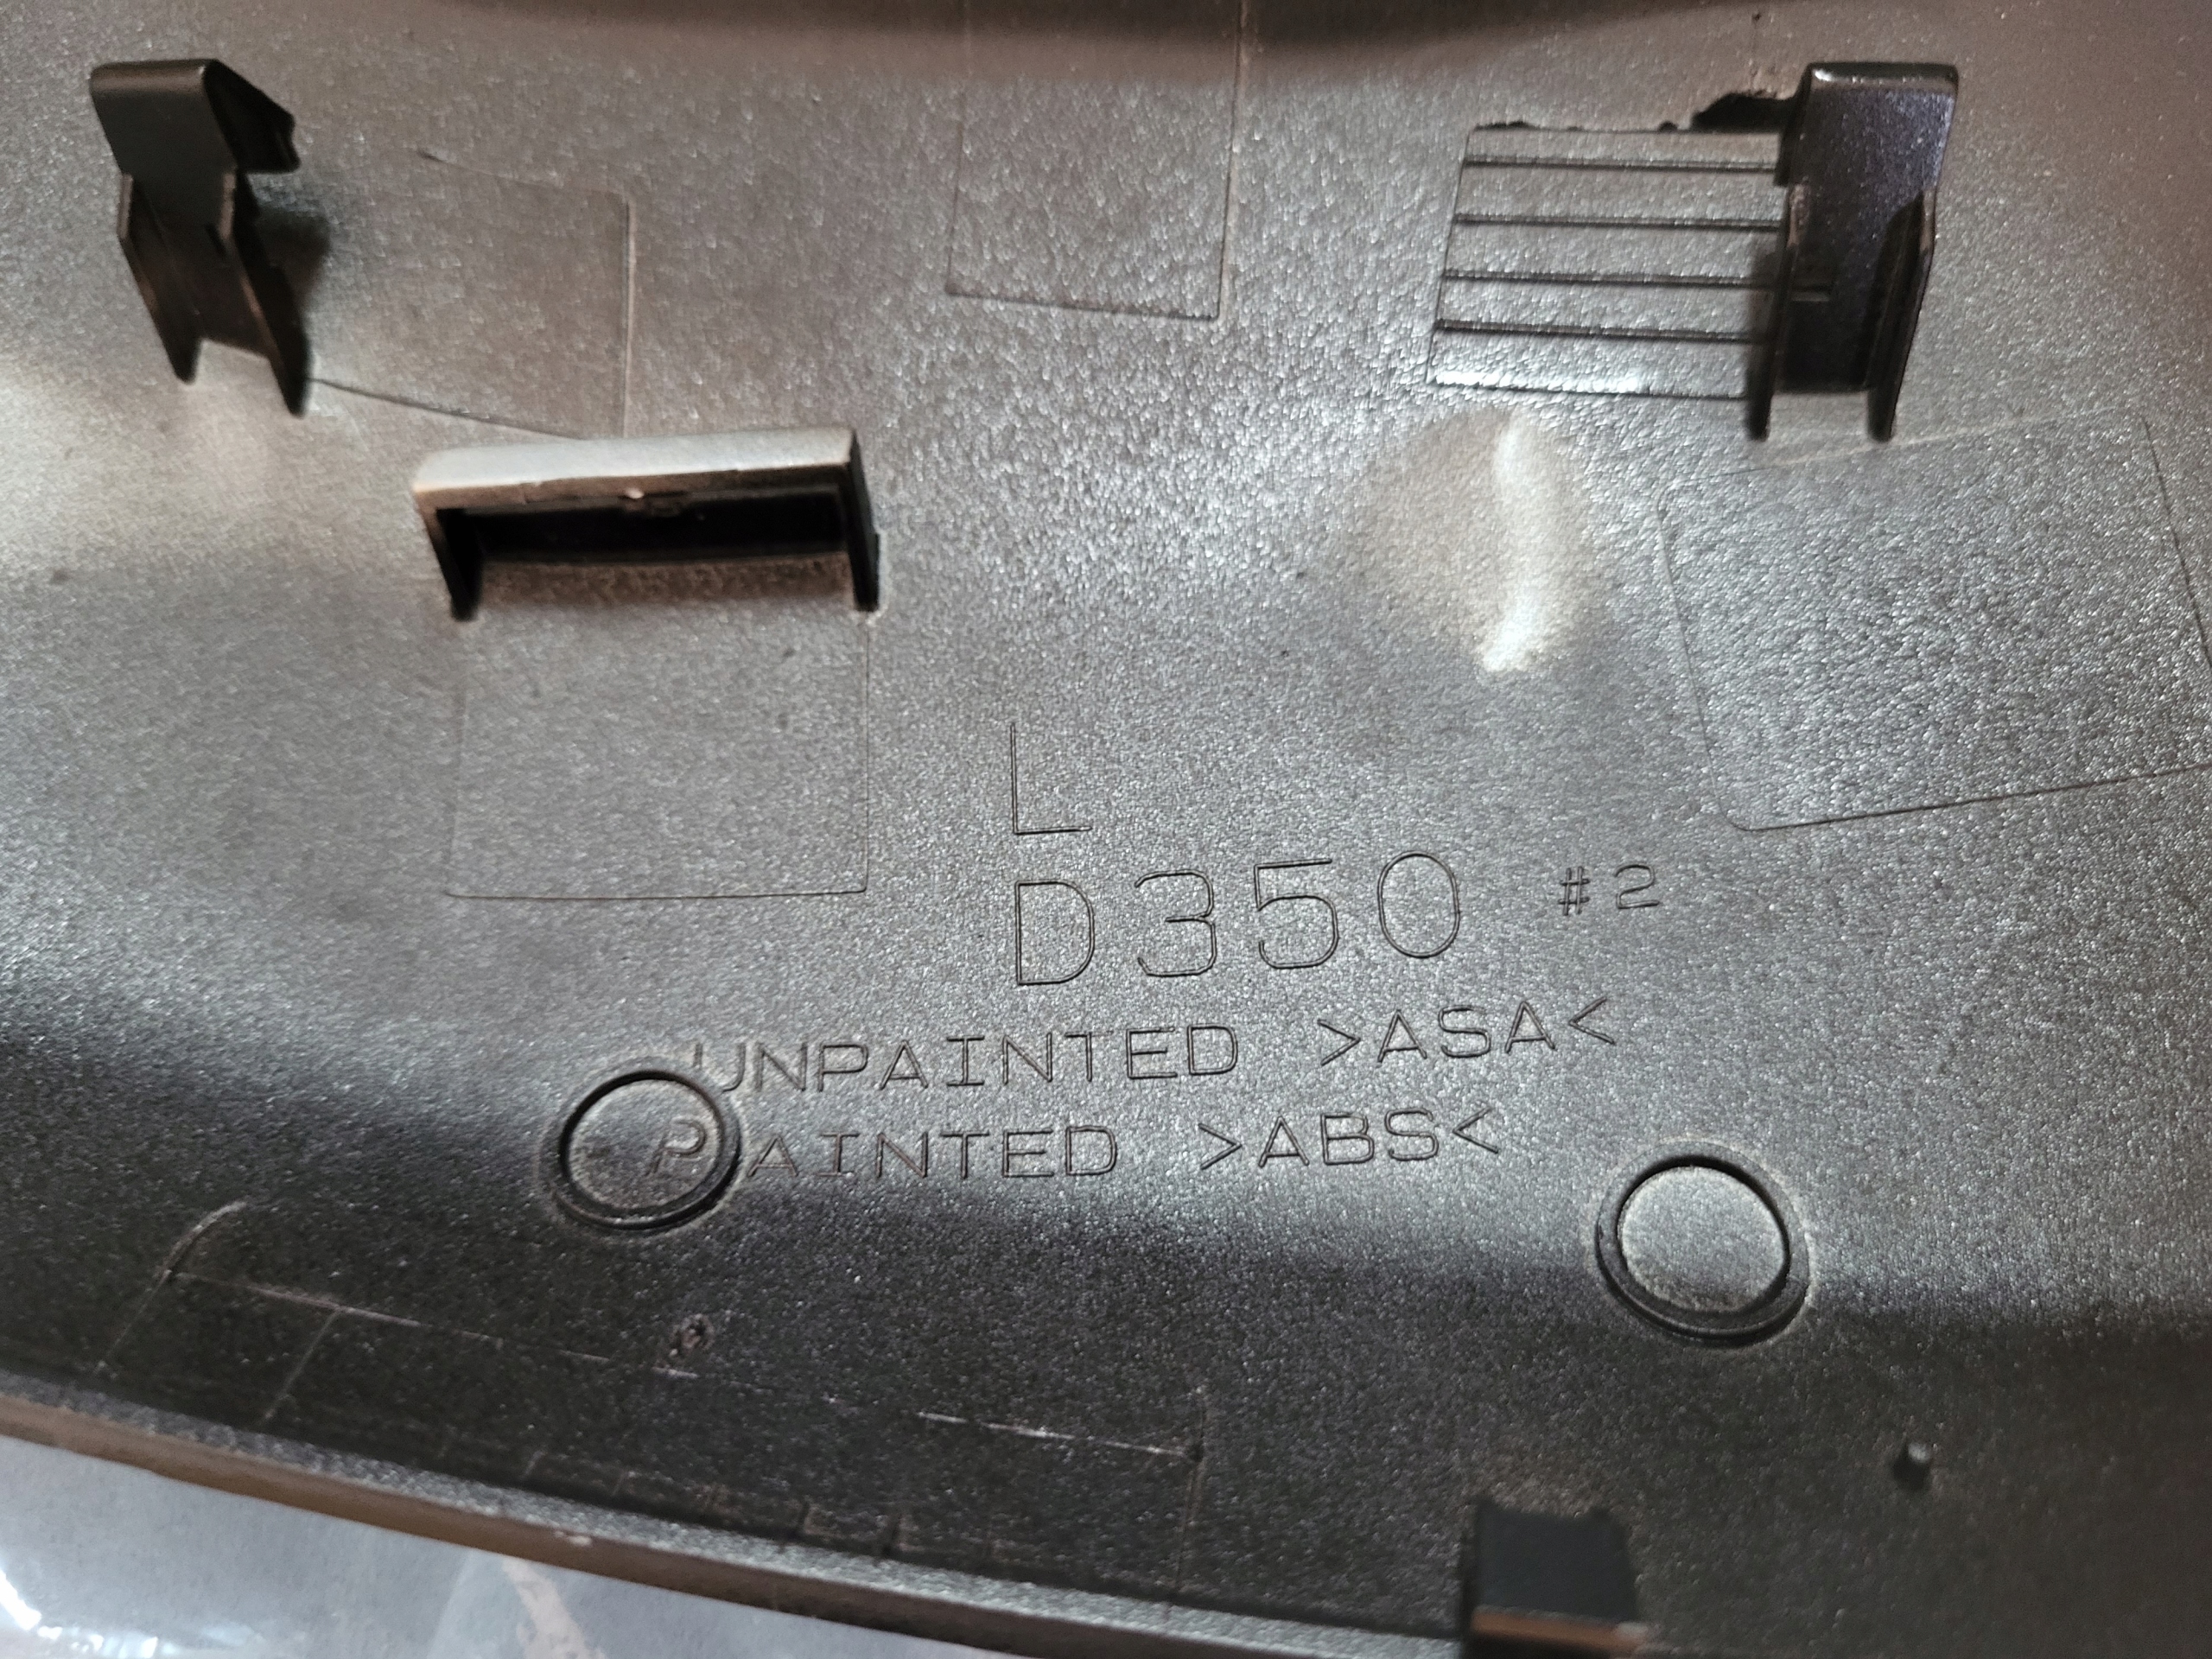 L
D350 #2
UNPAINTED >ASA<
PAINTED >ABS<